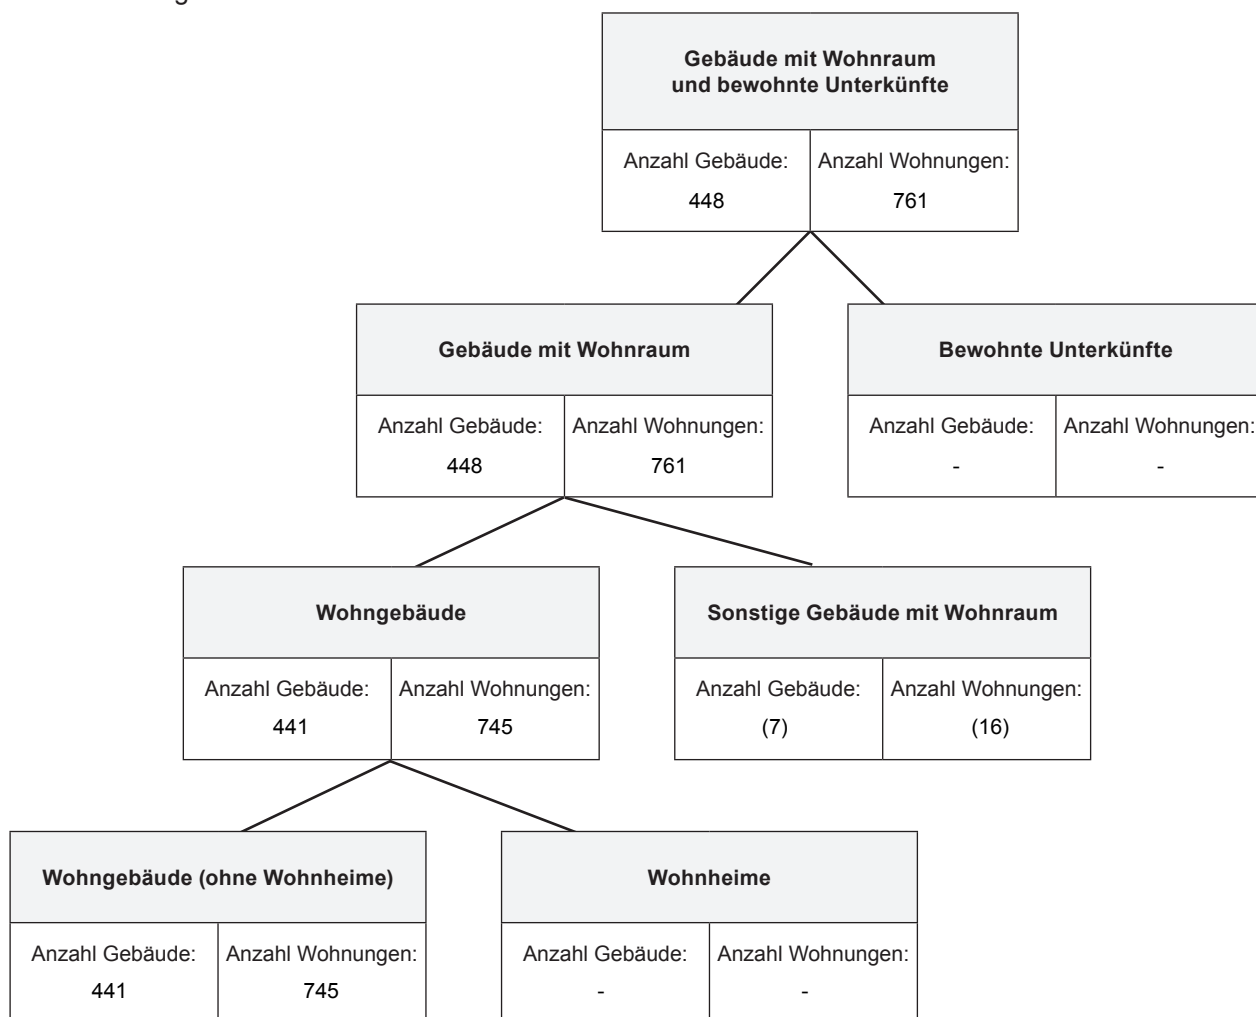 Gebäude mit Wohnraum
und bewohnte Unterkünfte
Anzahl Gebäude: Anzahl Wohnungen:
448 761
Gebäude mit Wohnraum
Anzahl Gebäude: Anzahl Wohnungen:
448 761
Bewohnte Unterkünfte
Anzahl Gebäude: Anzahl Wohnungen:
- -
Wohngebäude
Anzahl Gebäude: Anzahl Wohnungen:
441 745
Sonstige Gebäude mit Wohnraum
Anzahl Gebäude: Anzahl Wohnungen:
(7) (16)
Wohngebäude (ohne Wohnheime)
Anzahl Gebäude: Anzahl Wohnungen:
441 745
Wohnheime
Anzahl Gebäude: Anzahl Wohnungen:
- -